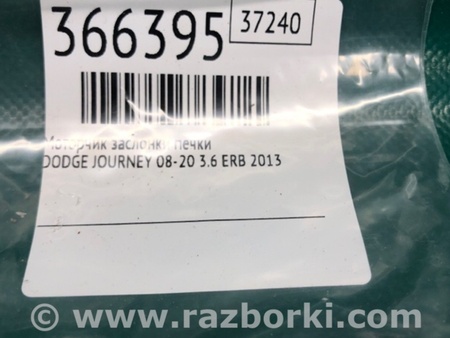 366395
37240
Моторчик заслонки печки
DODGE JOURNEY 08-20 3.6 ERB 2013
© www.razborki.com